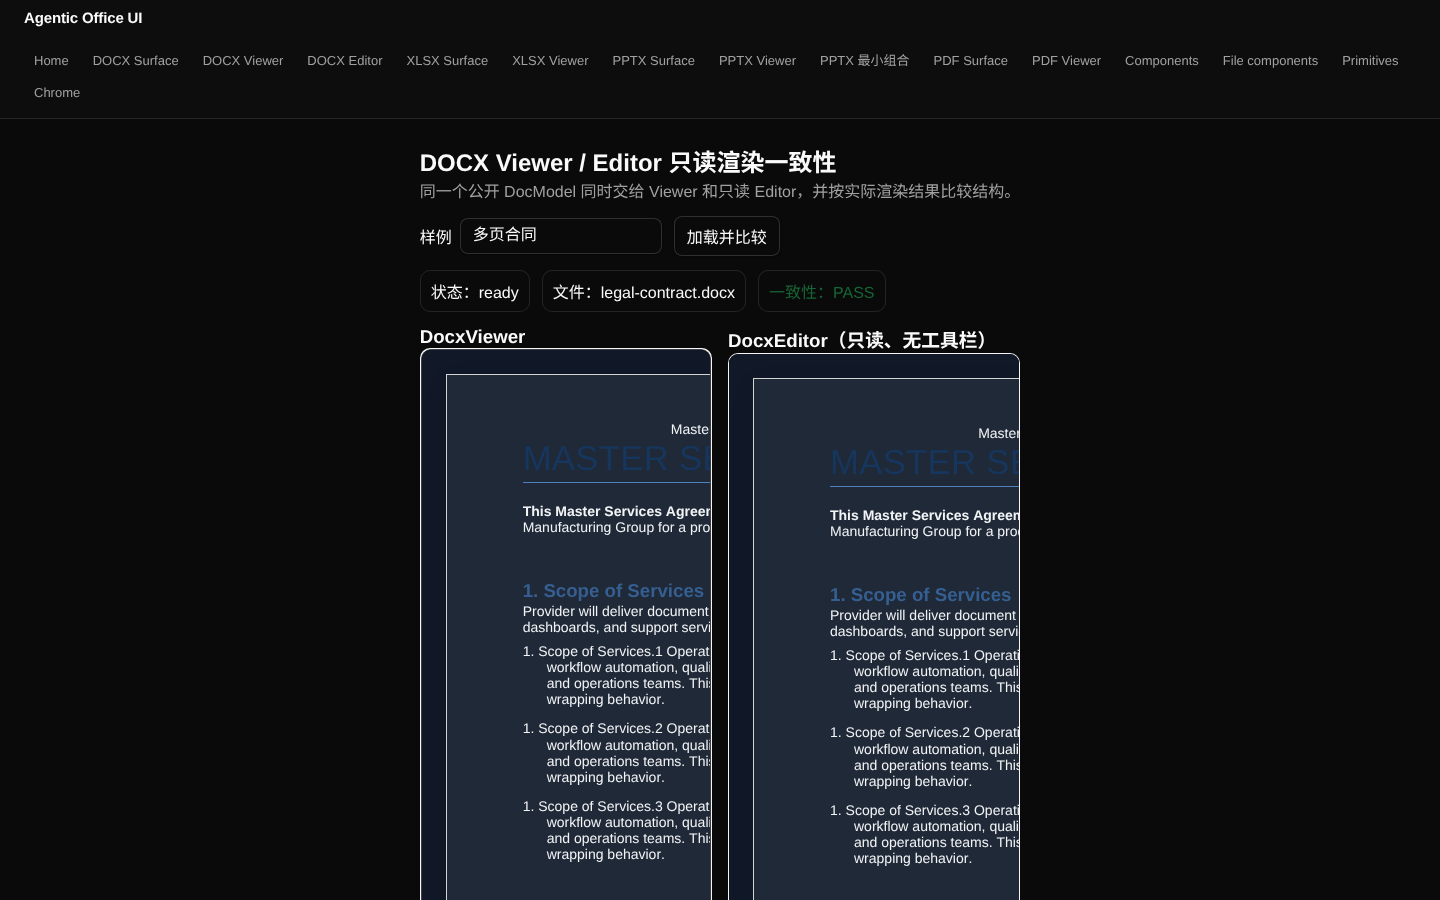 Agentic Office UI
Home DOCX Surface DOCX Viewer DOCX Editor XLSX Surface XLSX Viewer PPTX Surface PPTX Viewer PPTX 最小组合 PDF Surface PDF Viewer Components File components Primitives
Chrome
DOCX Viewer / Editor 只读渲染一致性
同一个公开 DocModel 同时交给 Viewer 和只读 Editor，并按实际渲染结果比较结构。
样例 多页合同 加载并比较
状态：ready 文件：legal-contract.docx 一致性：PASS
DocxViewer
Maste
MASTER SE
This Master Services Agreer
Manufacturing Group for a pro
1. Scope of Services
Provider will deliver document
dashboards, and support servi
1. Scope of Services.1 Operat
workflow automation, quali
and operations teams. This
wrapping behavior.
1. Scope of Services.2 Operat
workflow automation, quali
and operations teams. This
wrapping behavior.
1. Scope of Services.3 Operat
workflow automation, quali
and operations teams. This
wrapping behavior.
DocxEditor（只读、无工具栏）
Master
MASTER SE
This Master Services Agreen
Manufacturing Group for a proc
1. Scope of Services
Provider will deliver document
dashboards, and support servi
1. Scope of Services.1 Operati
workflow automation, quali
and operations teams. This
wrapping behavior.
1. Scope of Services.2 Operati
workflow automation, quali
and operations teams. This
wrapping behavior.
1. Scope of Services.3 Operati
workflow automation, quali
and operations teams. This
wrapping behavior.